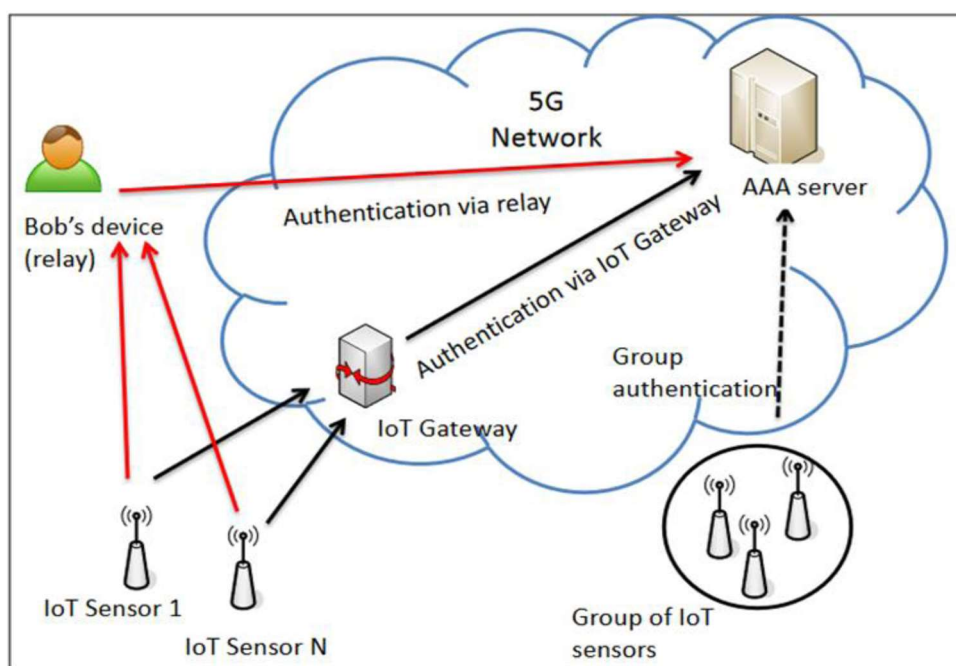 5G
Network
AAA server
Bob's device
(relay)
Authentication via relay
Authentication via IoT Gateway
Group
authentication
IoT Gateway
IoT Sensor 1
IoT Sensor N
Group of IoT
sensors